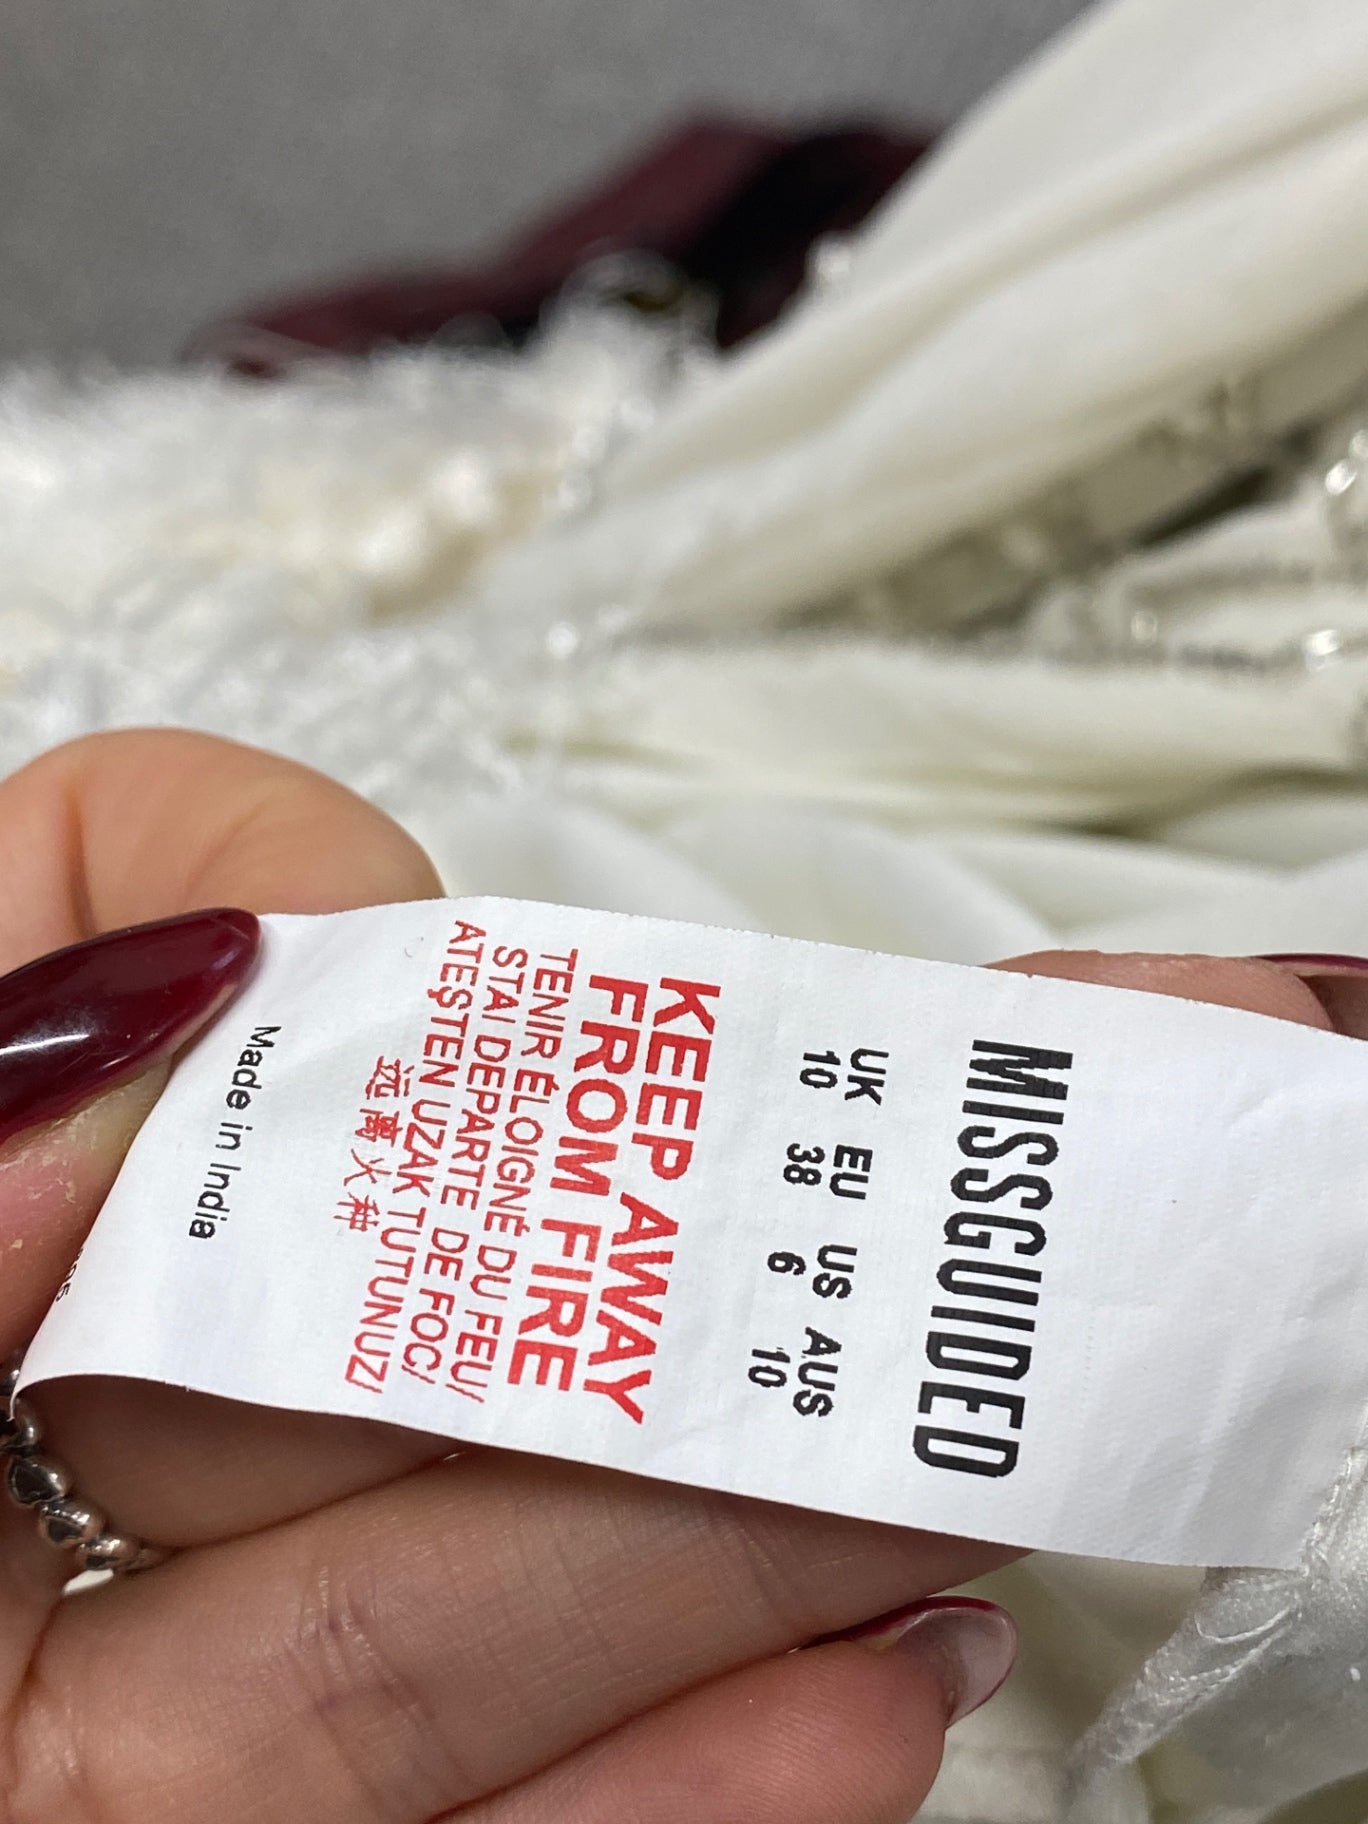 MISSGUIDED
UK EU US AUS
10 38 6 10
KEEP AWAY
FROM FIRE
TENIR ÉLOIGNÉ DU FEU/
STAI DEPARTE DE FOC/
ATEŞTEN UZAK TUTUNUZ/
远离火种
Made in India